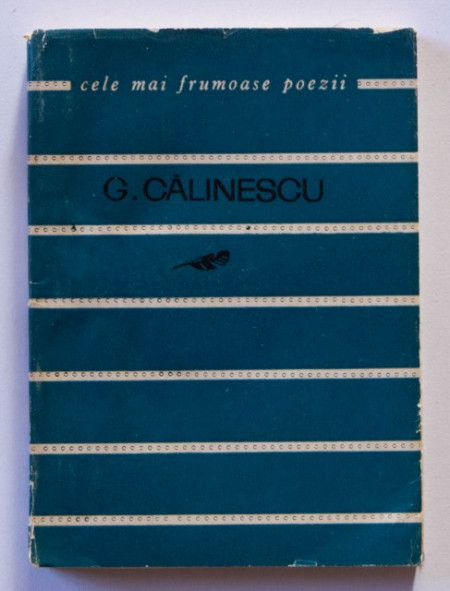 cele mai frumoase poezii
G. CĂLINESCU